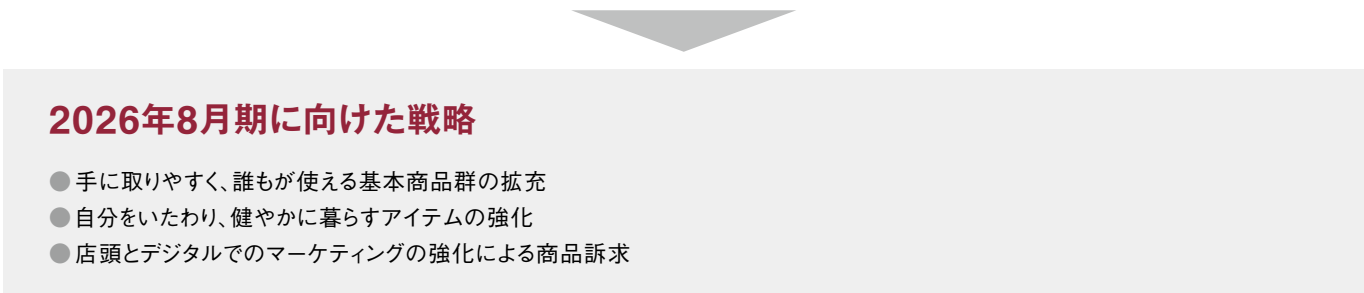 2026年8月期に向けた戦略
●手に取りやすく、誰もが使える基本商品群の拡充
●自分をいたわり、健やかに暮らすアイテムの強化
●店頭とデジタルでのマーケティングの強化による商品訴求